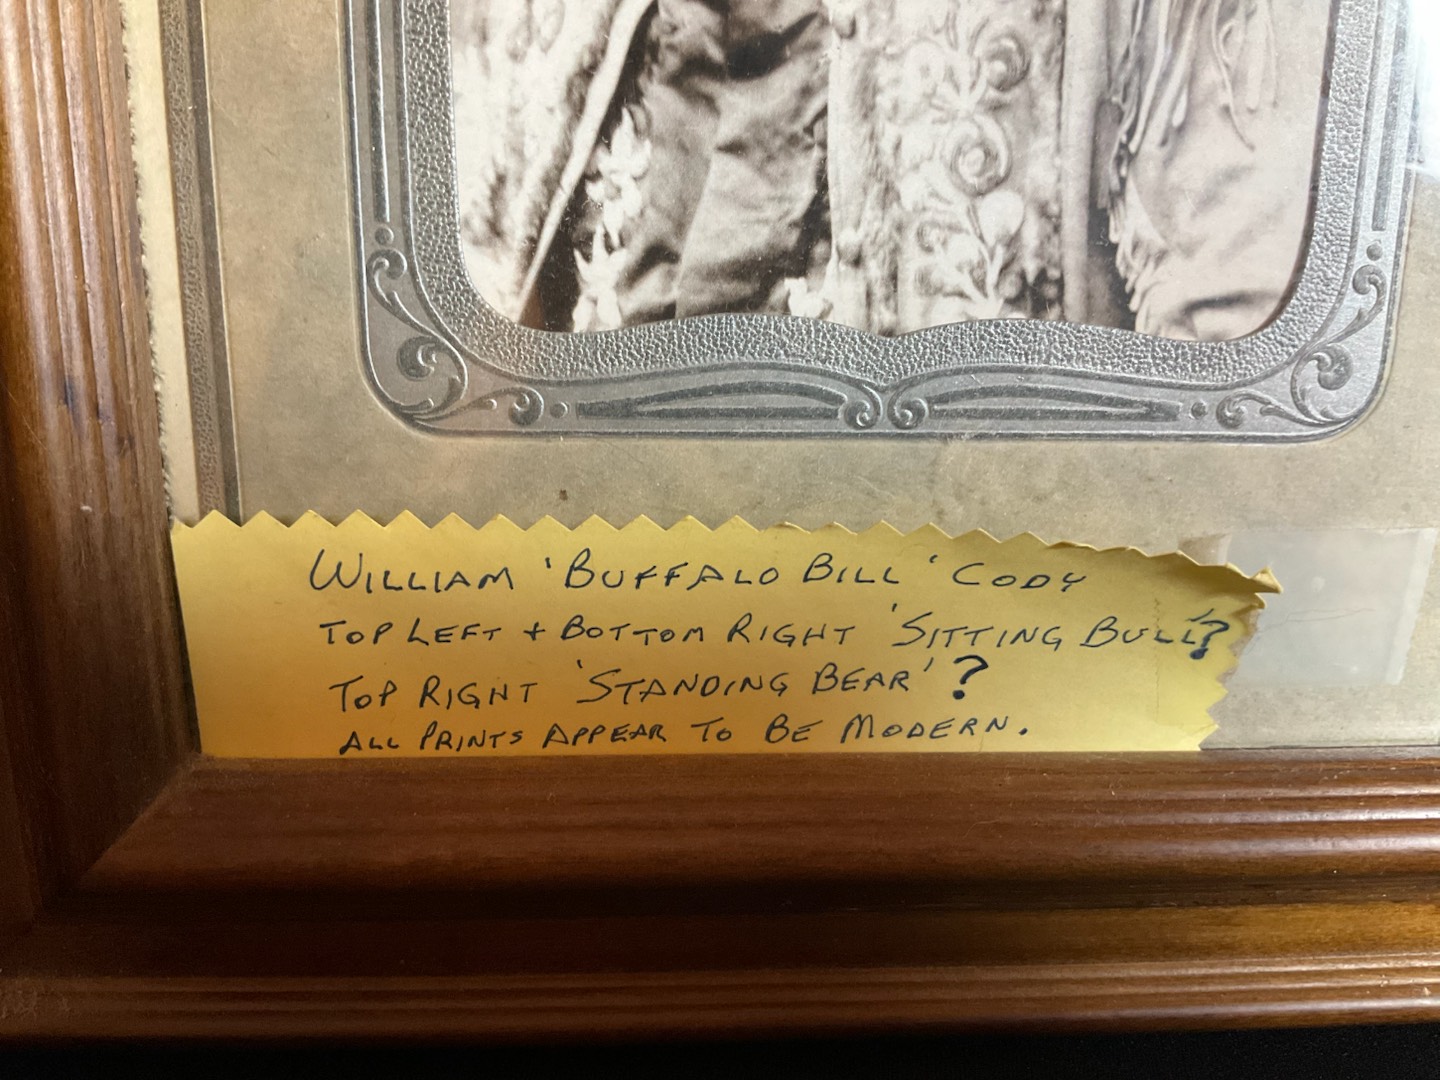 WILLIAM 'BUFFALO BILL' CODY
TOP LEFT + BOTTOM RIGHT 'SITTING BULL'?
TOP RIGHT 'STANDING BEAR'?
ALL PRINTS APPEAR TO BE MODERN.